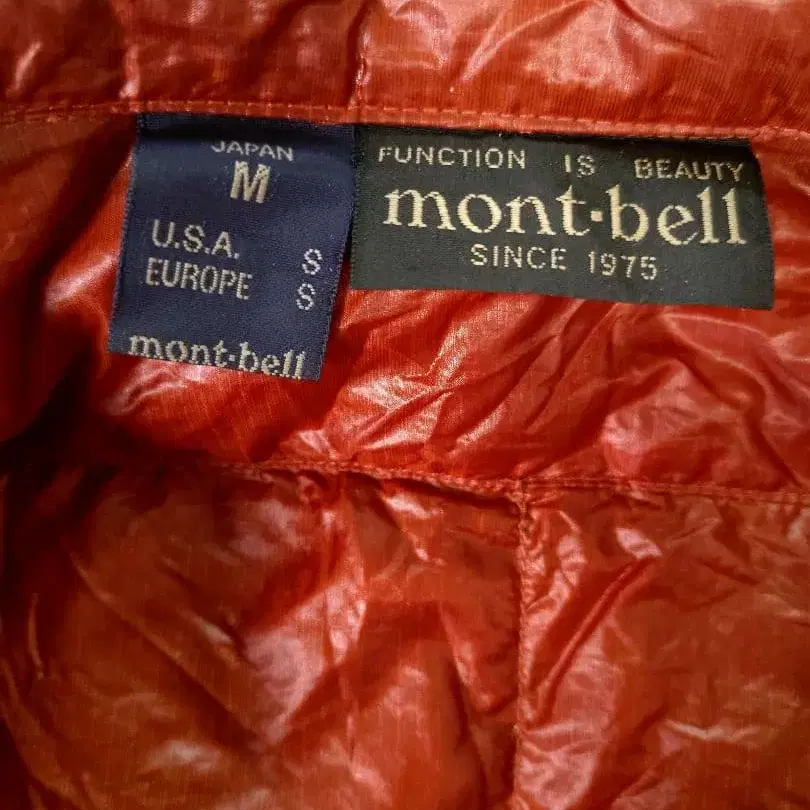 JAPAN
M
U.S.A. S
EUROPE S
mont·bell
FUNCTION IS BEAUTY
mont·bell
SINCE 1975